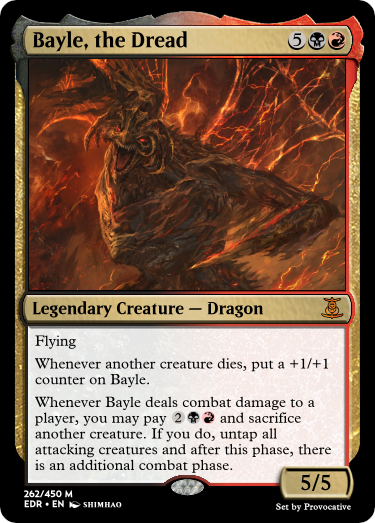 Bayle, the Dread 5
Legendary Creature — Dragon
Flying
Whenever another creature dies, put a +1/+1
counter on Bayle.
Whenever Bayle deals combat damage to a
player, you may pay 2 and sacrifice
another creature. If you do, untap all
attacking creatures and after this phase, there
is an additional combat phase.
5/5
262/450 M
EDR • EN SHIMHAO
Set by Provocative